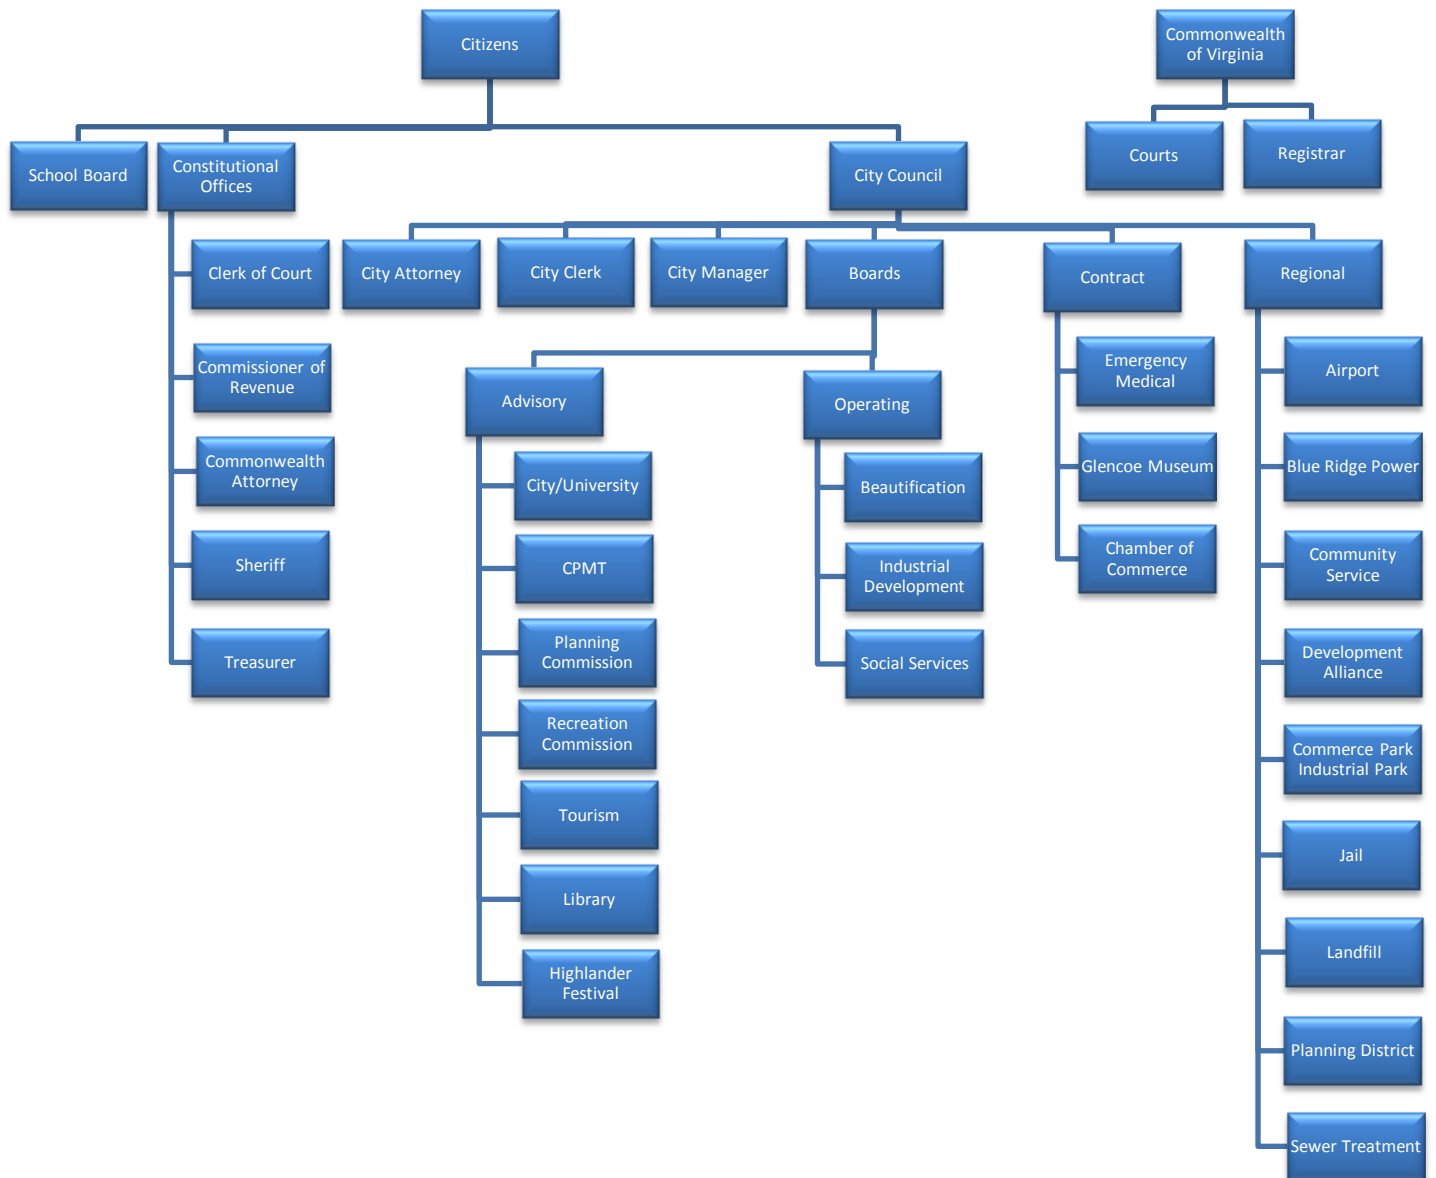 Citizens
Commonwealth
of Virginia
School Board
Constitutional
Offices
City Council
Courts
Registrar
Clerk of Court
City Attorney
City Clerk
City Manager
Boards
Contract
Regional
Commissioner of
Revenue
Commonwealth
Attorney
Sheriff
Treasurer
Advisory
City/University
CPMT
Planning
Commission
Recreation
Commission
Tourism
Library
Highlander
Festival
Operating
Beautification
Industrial
Development
Social Services
Emergency
Medical
Glencoe Museum
Chamber of
Commerce
Airport
Blue Ridge Power
Community
Service
Development
Alliance
Commerce Park
Industrial Park
Jail
Landfill
Planning District
Sewer Treatment